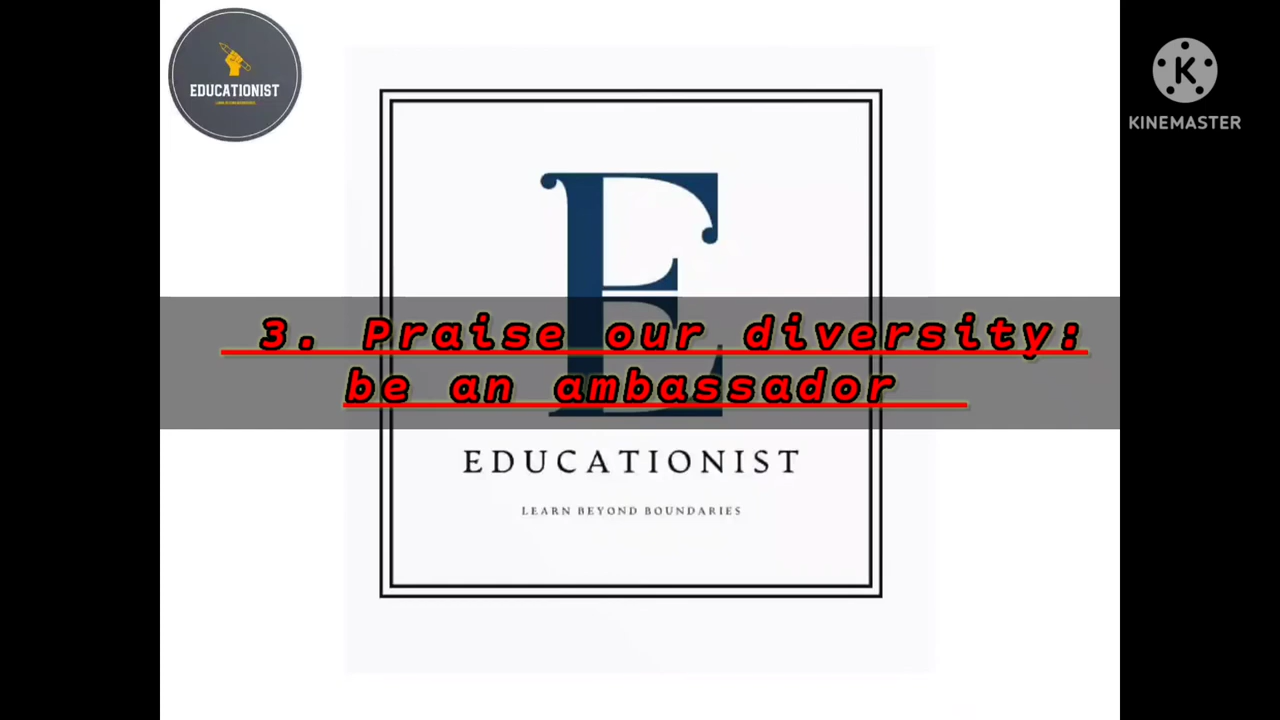 EDUCATIONIST
KINEMASTER
3. Praise our diversity:
be an ambassador
EDUCATIONIST
LEARN BEYOND BOUNDARIES